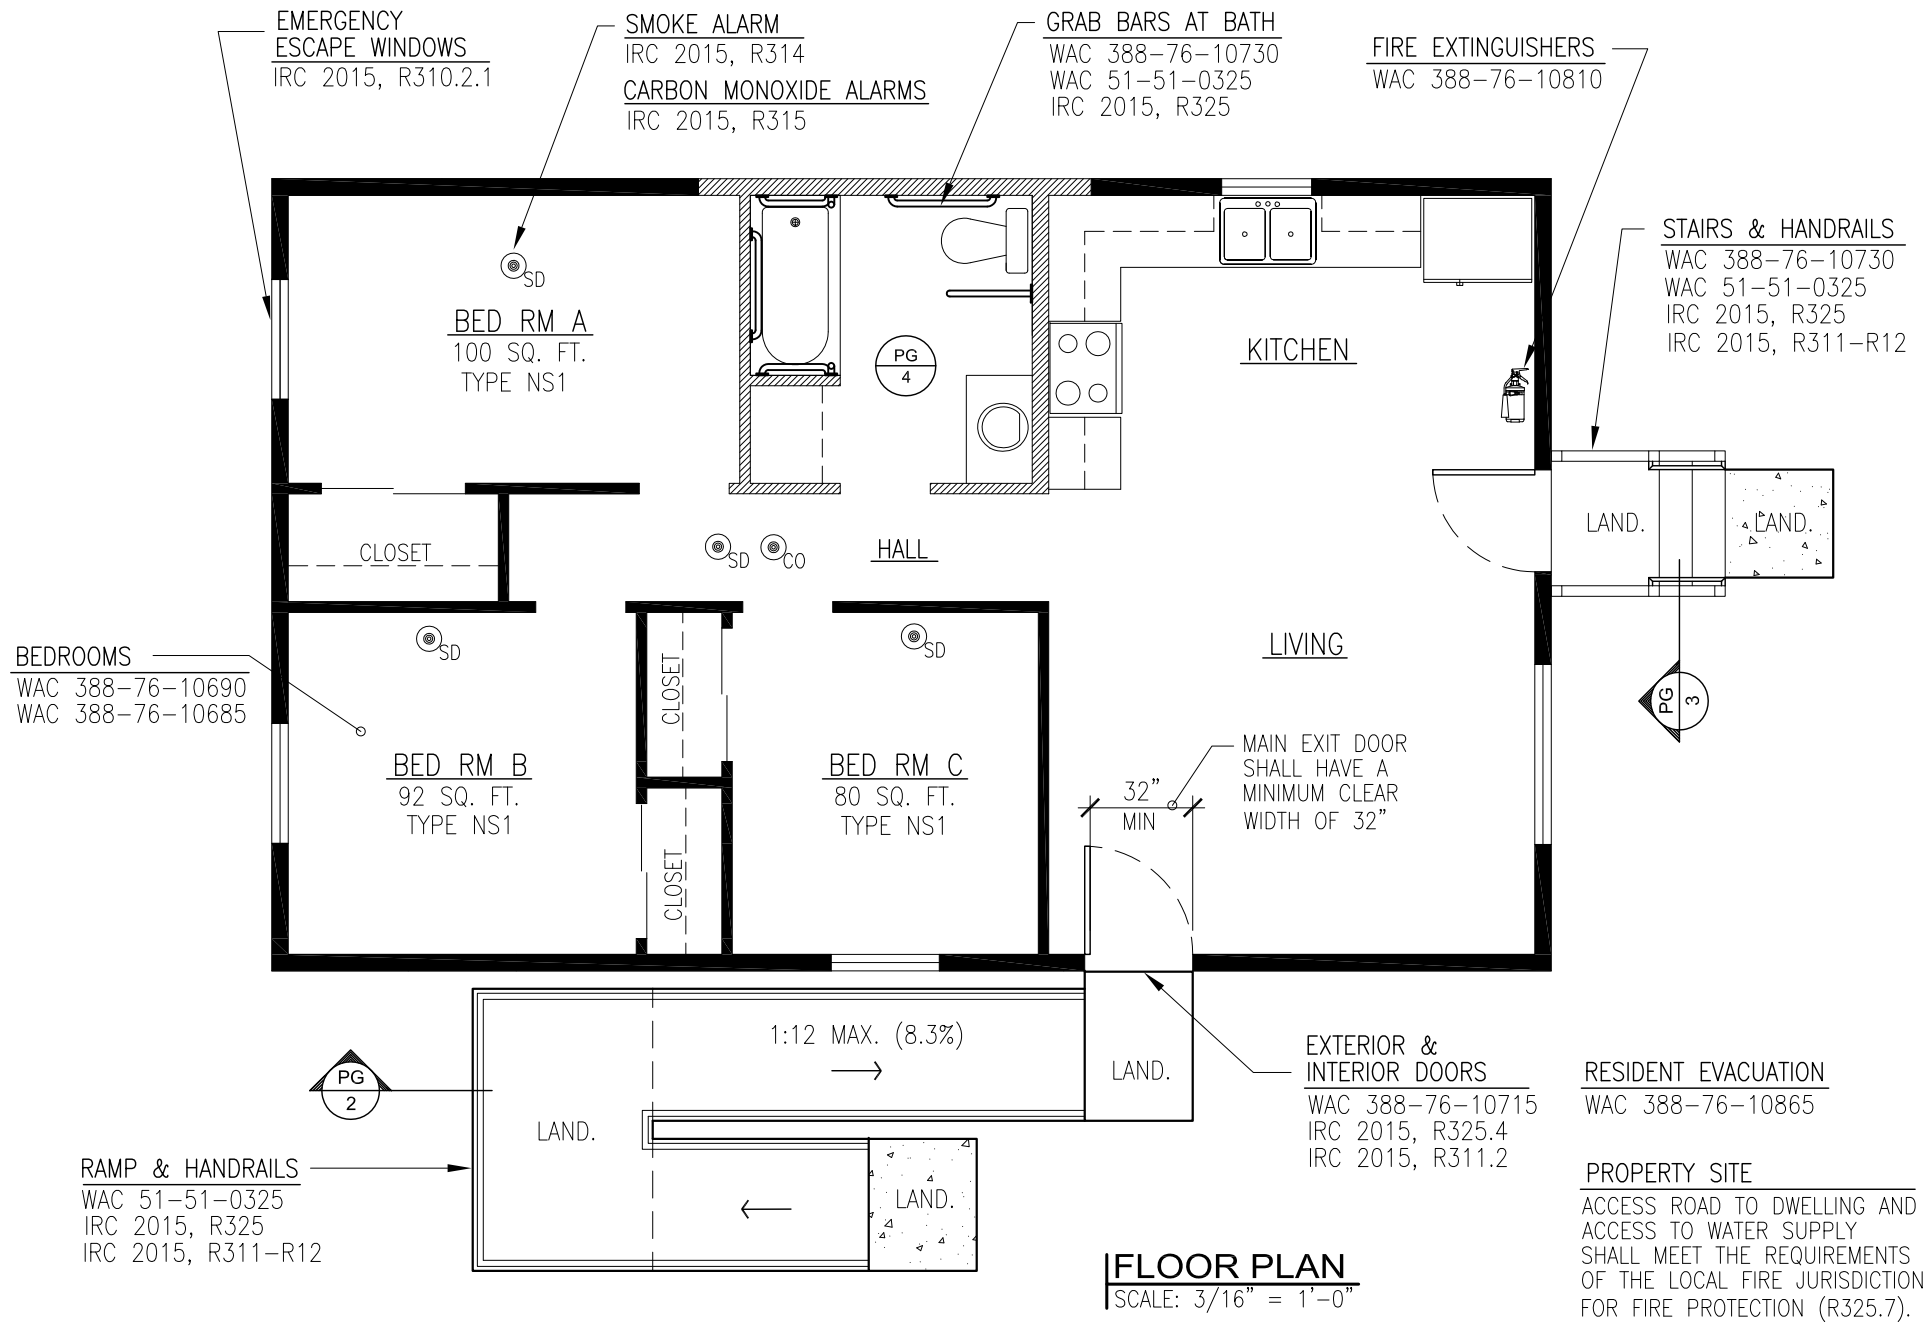 EMERGENCY
ESCAPE WINDOWS
IRC 2015, R310.2.1
SMOKE ALARM
IRC 2015, R314
CARBON MONOXIDE ALARMS
IRC 2015, R315
GRAB BARS AT BATH
WAC 388-76-10730
WAC 51-51-0325
IRC 2015, R325
FIRE EXTINGUISHERS
WAC 388-76-10810
STAIRS & HANDRAILS
WAC 388-76-10730
WAC 51-51-0325
IRC 2015, R325
IRC 2015, R311-R12
SD
BED RM A
100 SQ. FT.
TYPE NS1
PG
4
KITCHEN
CLOSET
SD
CO
HALL
LAND.
LAND.
BEDROOMS
WAC 388-76-10690
WAC 388-76-10685
SD
BED RM B
92 SQ. FT.
TYPE NS1
CLOSET
CLOSET
SD
BED RM C
80 SQ. FT.
TYPE NS1
LIVING
PG
3
32"
MIN
MAIN EXIT DOOR
SHALL HAVE A
MINIMUM CLEAR
WIDTH OF 32"
1:12 MAX. (8.3%)
LAND.
PG
2
LAND.
LAND.
RAMP & HANDRAILS
WAC 51-51-0325
IRC 2015, R325
IRC 2015, R311-R12
EXTERIOR &
INTERIOR DOORS
WAC 388-76-10715
IRC 2015, R325.4
IRC 2015, R311.2
RESIDENT EVACUATION
WAC 388-76-10865
PROPERTY SITE
ACCESS ROAD TO DWELLING AND
ACCESS TO WATER SUPPLY
SHALL MEET THE REQUIREMENTS
OF THE LOCAL FIRE JURISDICTION
FOR FIRE PROTECTION (R325.7).
FLOOR PLAN
SCALE: 3/16" = 1'-0"